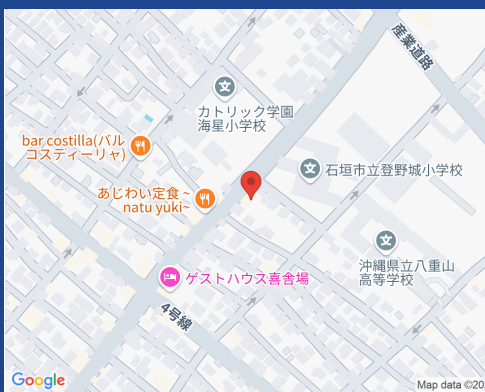 産業道路
カトリック学園
海星小学校
bar costilla(バル
コスティーリャ)
石垣市立登野城小学校
あじわい定食 ~
natu yuki~
沖縄県立八重山
高等学校
ゲストハウス喜舎場
4号線
Google
Map data ©20